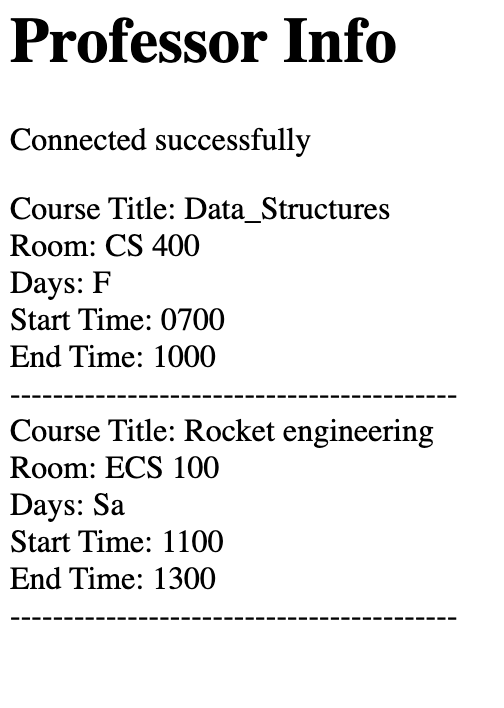 Professor Info
Connected successfully
Course Title: Data_Structures
Room: CS 400
Days: F
Start Time: 0700
End Time: 1000
------------------------------------------
Course Title: Rocket engineering
Room: ECS 100
Days: Sa
Start Time: 1100
End Time: 1300
------------------------------------------